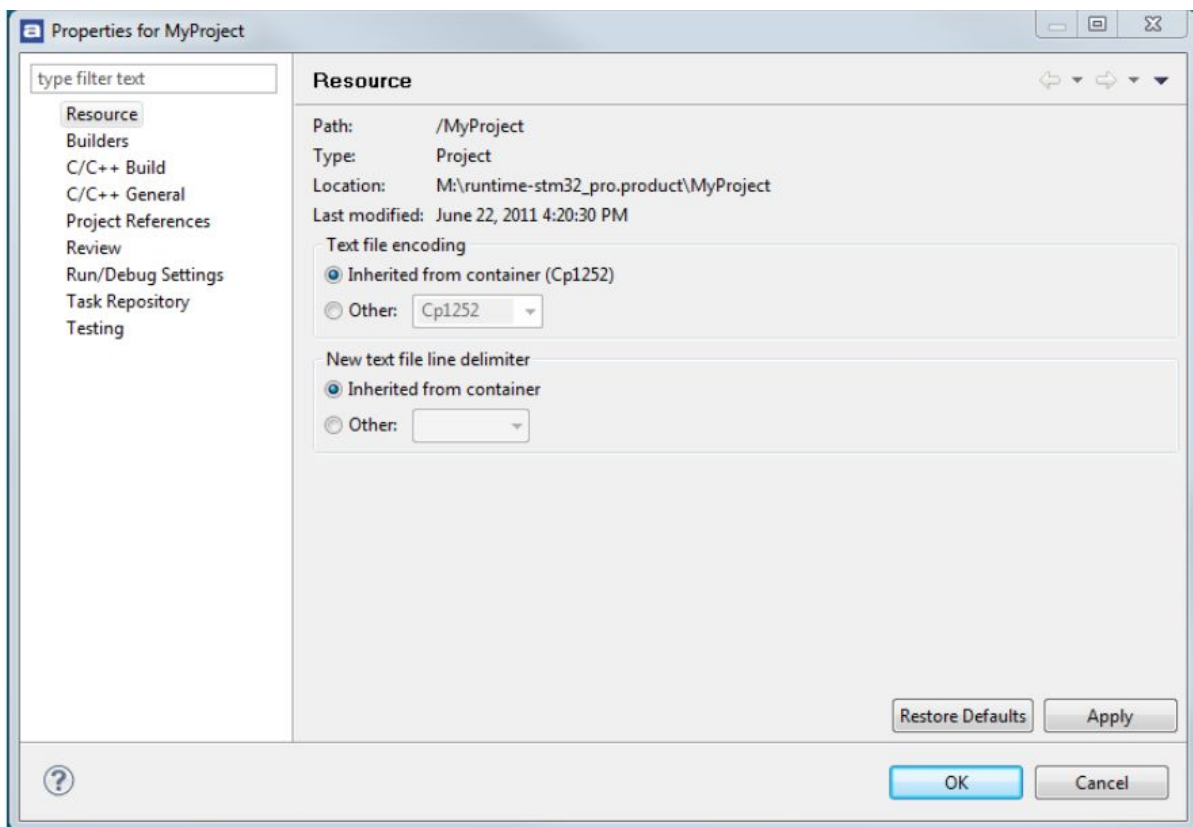 Properties for MyProject
type filter text
Resource
Builders
C/C++ Build
C/C++ General
Project References
Review
Run/Debug Settings
Task Repository
Testing
Resource
Path: /MyProject
Type: Project
Location: M:\runtime-stm32_pro.product\MyProject
Last modified: June 22, 2011 4:20:30 PM
Text file encoding
Inherited from container (Cp1252)
Other: Cp1252
New text file line delimiter
Inherited from container
Other:
Restore Defaults Apply
? OK Cancel